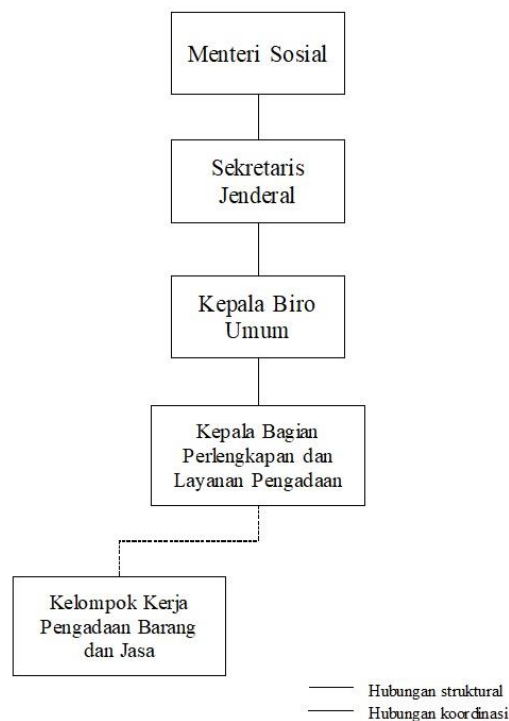 Menteri Sosial
Sekretaris
Jenderal
Kepala Biro
Umum
Kepala Bagian
Perlengkapan dan
Layanan Pengadaan
Kelompok Kerja
Pengadaan Barang
dan Jasa
Hubungan struktural
Hubungan koordinasi